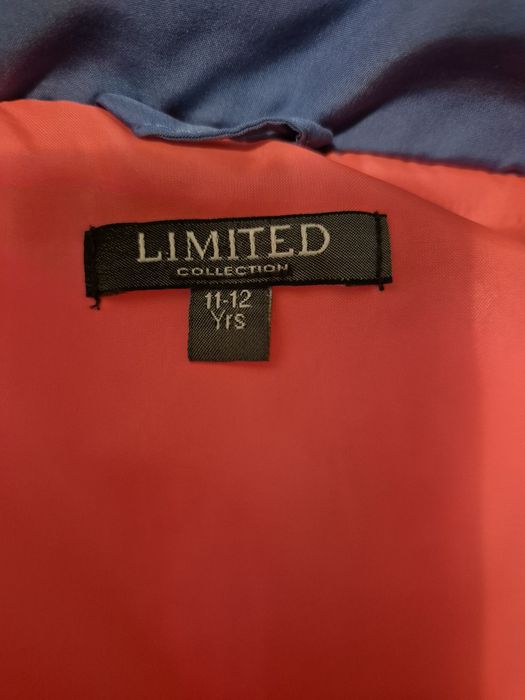 LIMITED
COLLECTION
11-12
Yrs